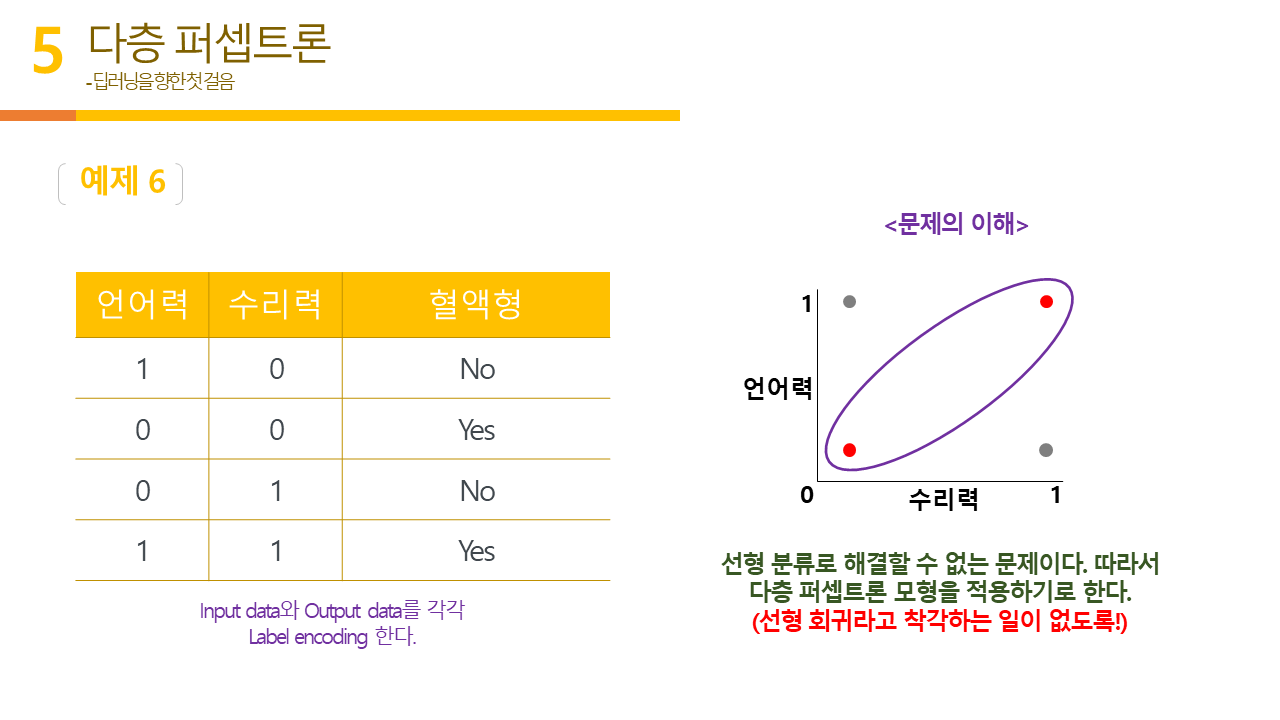 5
다층 퍼셉트론
- 딥러닝을 향한 첫 걸음
예제 6
언어력 수리력 혈액형
1 0 No
0 0 Yes
0 1 No
1 1 Yes
Input data와 Output data를 각각
Label encoding 한다.
<문제의 이해>
1
언어력
0 수리력 1
선형 분류로 해결할 수 없는 문제이다. 따라서
다층 퍼셉트론 모형을 적용하기로 한다.
(선형 회귀라고 착각하는 일이 없도록!)